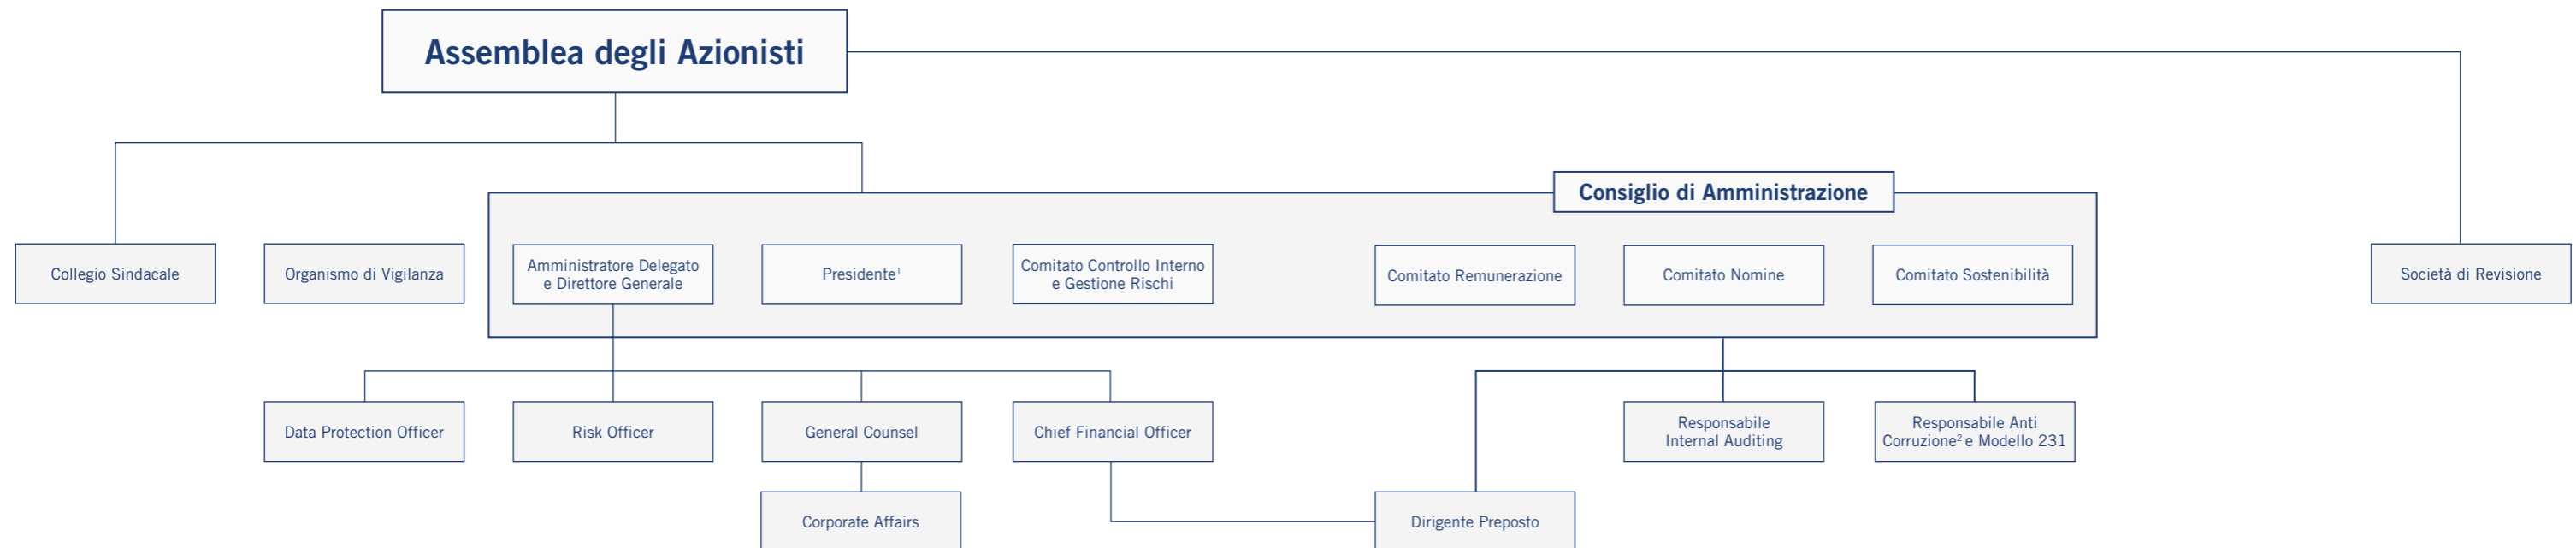 Assemblea degli Azionisti
Consiglio di Amministrazione
Collegio Sindacale
Organismo di Vigilanza
Amministratore Delegato
e Direttore Generale
Presidente¹
Comitato Controllo Interno
e Gestione Rischi
Comitato Remunerazione
Comitato Nomine
Comitato Sostenibilità
Società di Revisione
Data Protection Officer
Risk Officer
General Counsel
Chief Financial Officer
Responsabile
Internal Auditing
Responsabile Anti
Corruzione² e Modello 231
Corporate Affairs
Dirigente Preposto